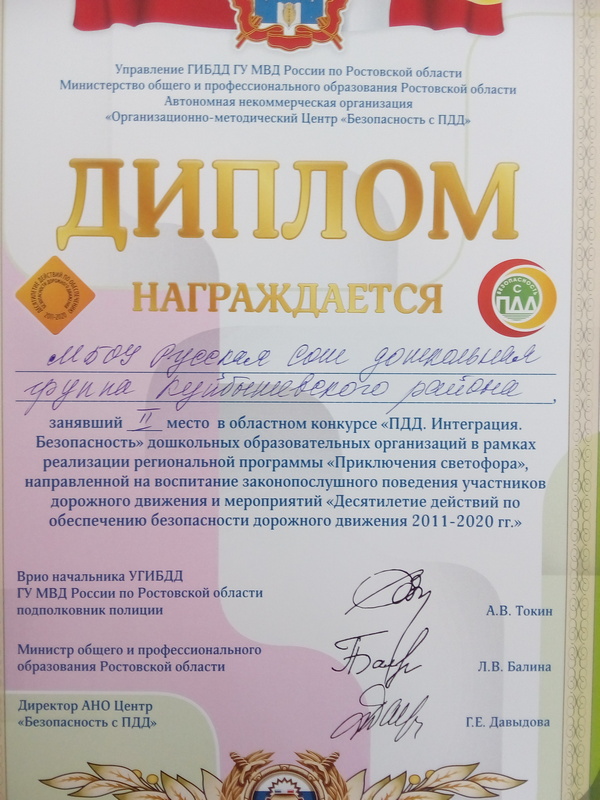 Управление ГИБДД ГУ МВД России по Ростовской области
Министерство общего и профессионального образования Ростовской области
Автономная некоммерческая организация
«Организационно-методический Центр «Безопасность с ПДД»
ДИПЛОМ
НАГРАЖДАЕТСЯ
БЕЗОПАСНОСТЬ
С
ПДД
МБОУ Русская Сош дошкольная
группа Куйбышевского района,
занявший II место в областном конкурсе «ПДД. Интеграция.
Безопасность» дошкольных образовательных организаций в рамках
реализации региональной программы «Приключения светофора»,
направленной на воспитание законопослушного поведения участников
дорожного движения и мероприятий «Десятилетие действий по
обеспечению безопасности дорожного движения 2011-2020 гг.»
Врио начальника УГИБДД
ГУ МВД России по Ростовской области
подполковник полиции
А.В. Токин
Министр общего и профессионального
образования Ростовской области
Л.В. Балина
Директор АНО Центр
«Безопасность с ПДД»
Г.Е. Давыдова